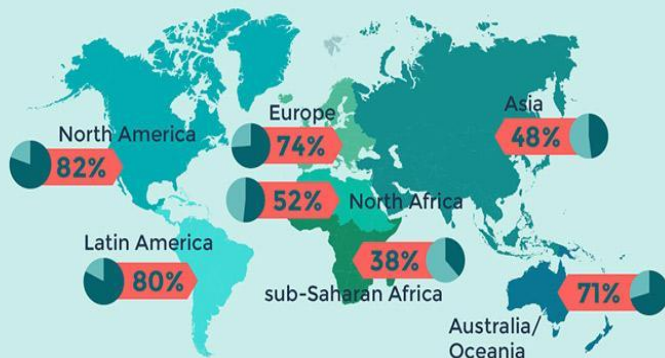 North America
82%
Europe
74%
Asia
48%
52%
North Africa
Latin America
80%
38%
sub-Saharan Africa
71%
Australia/
Oceania